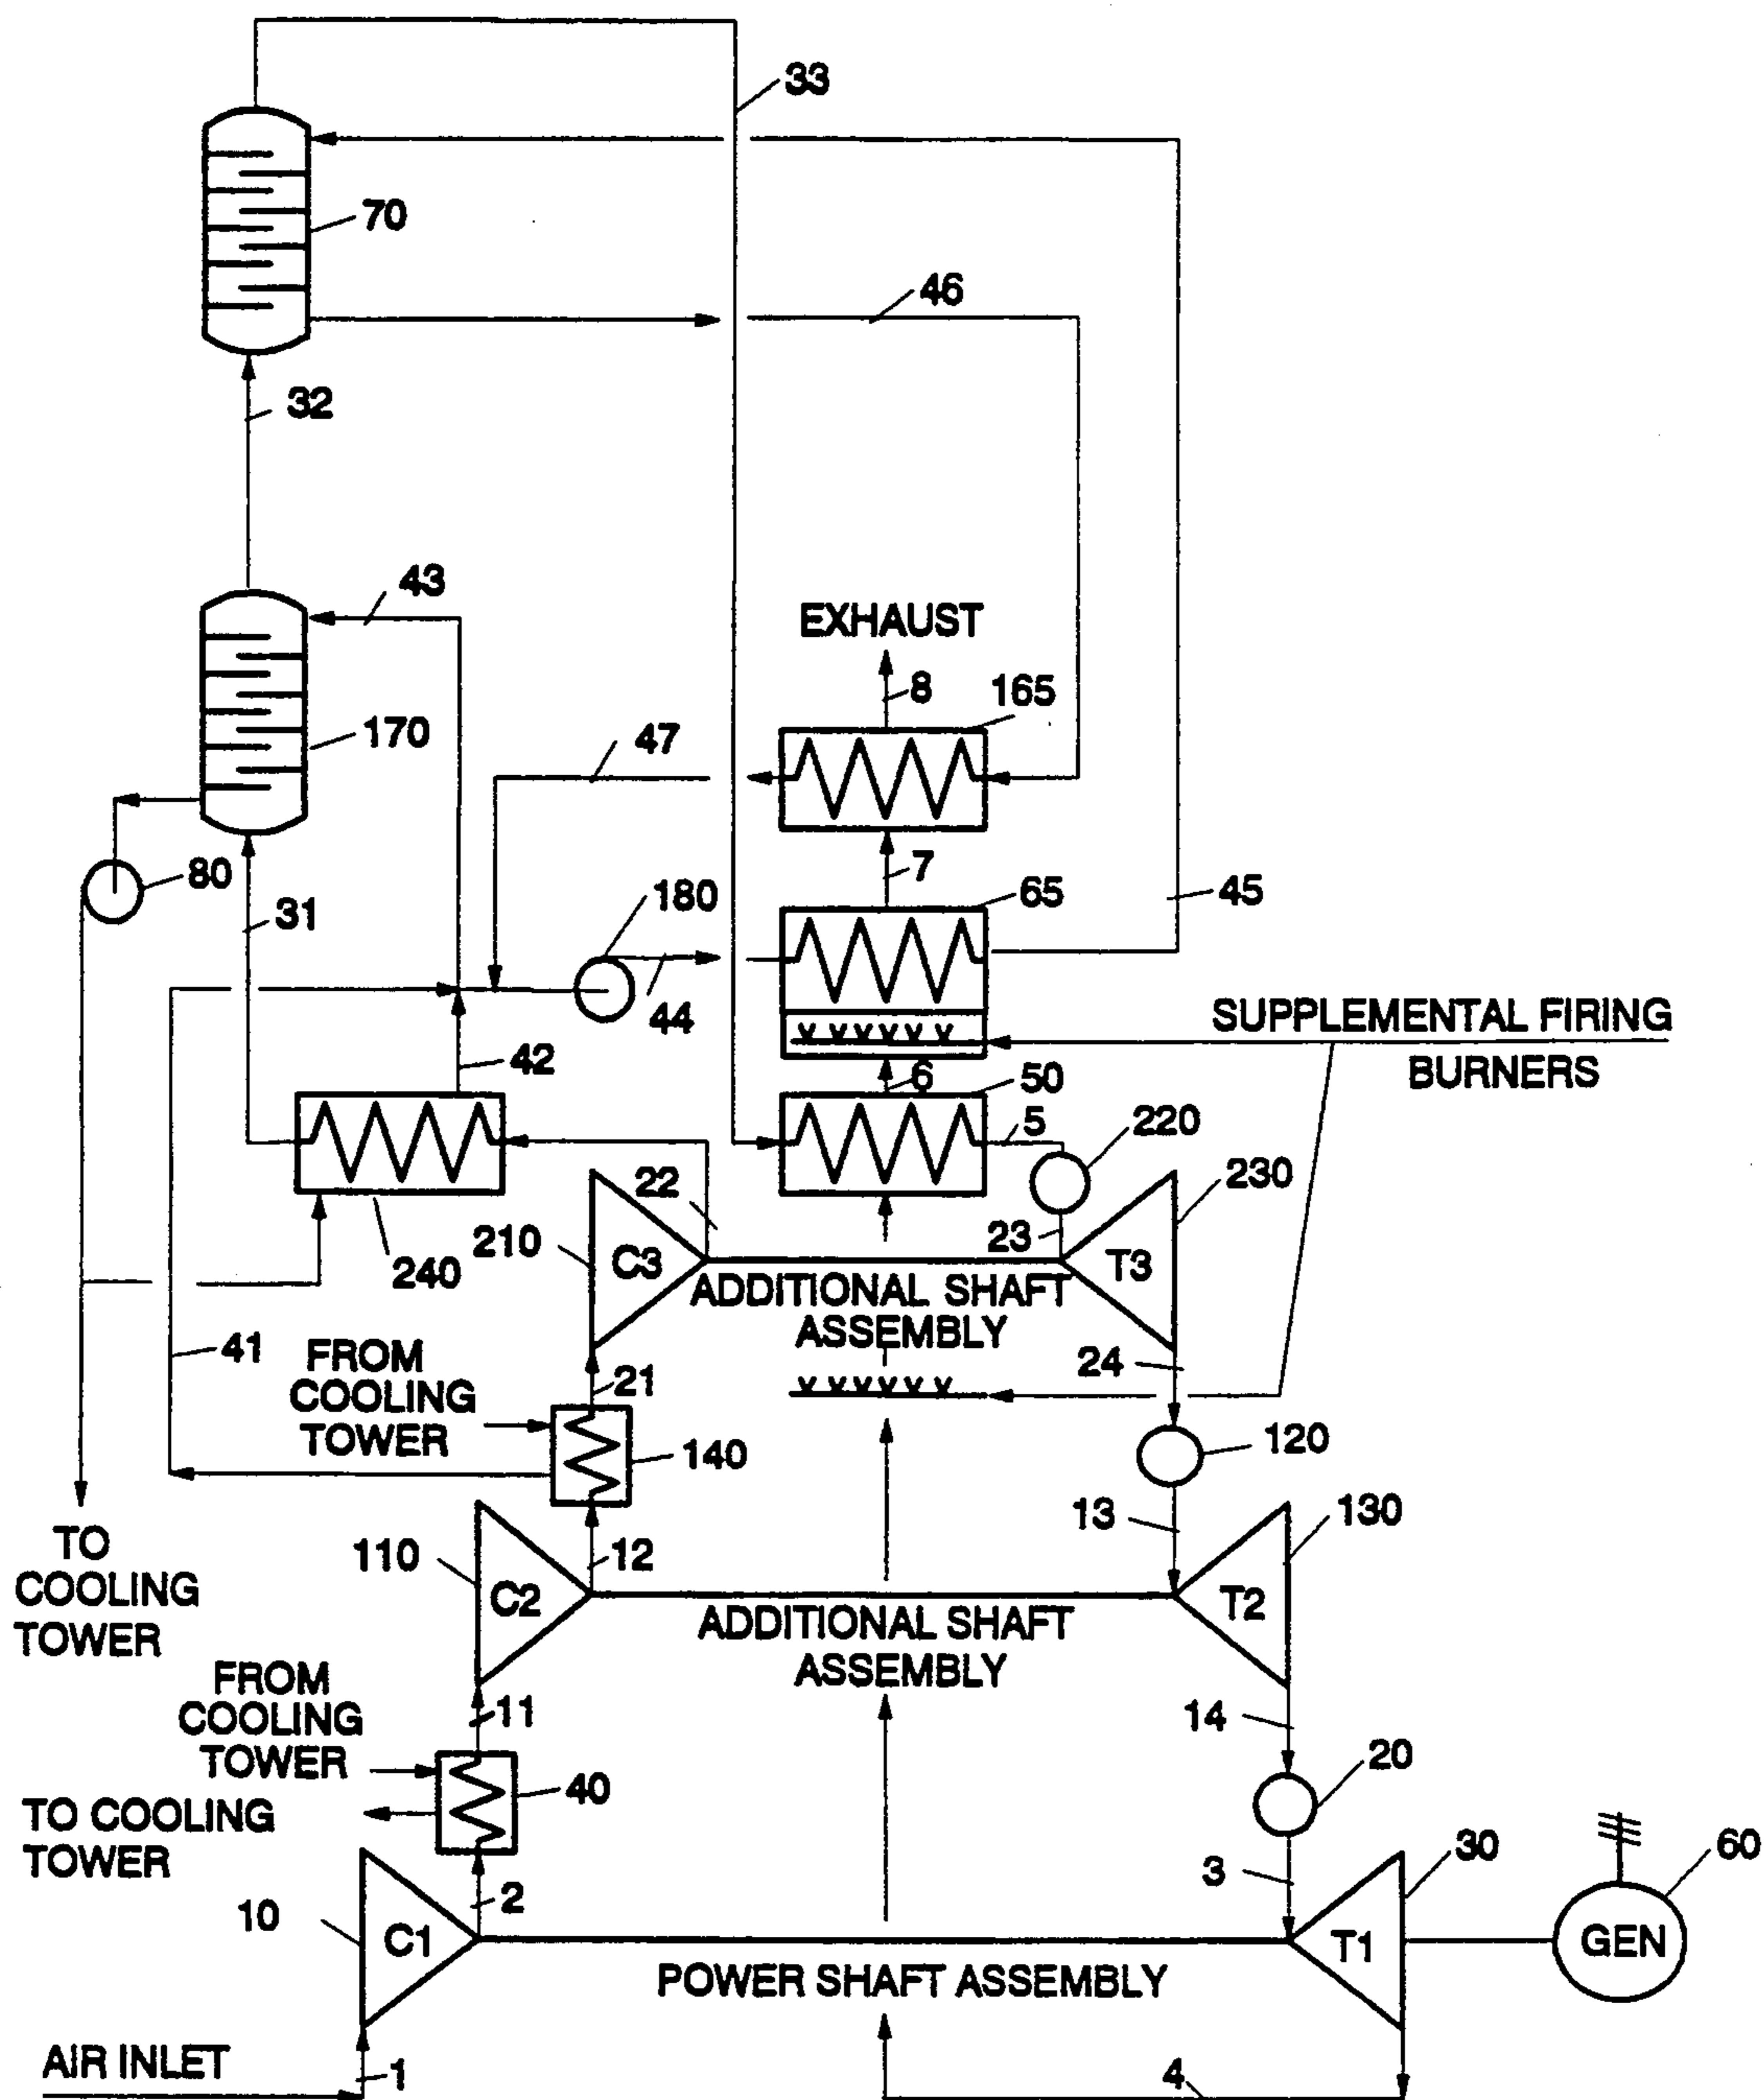 33
70
46
32
43
EXHAUST
8
165
170
47
7
65
80
180
45
31
44
SUPPLEMENTAL FIRING
BURNERS
42
6
50
5
220
230
22
210
C3
23
T3
240
ADDITIONAL SHAFT
ASSEMBLY
41
FROM
COOLING
TOWER
21
24
140
120
TO
COOLING
TOWER
110
C2
12
13
130
T2
ADDITIONAL SHAFT
ASSEMBLY
FROM
COOLING
TOWER
11
14
20
TO COOLING
TOWER
40
30
60
10
C1
2
3
T1
GEN
POWER SHAFT ASSEMBLY
AIR INLET
1
4